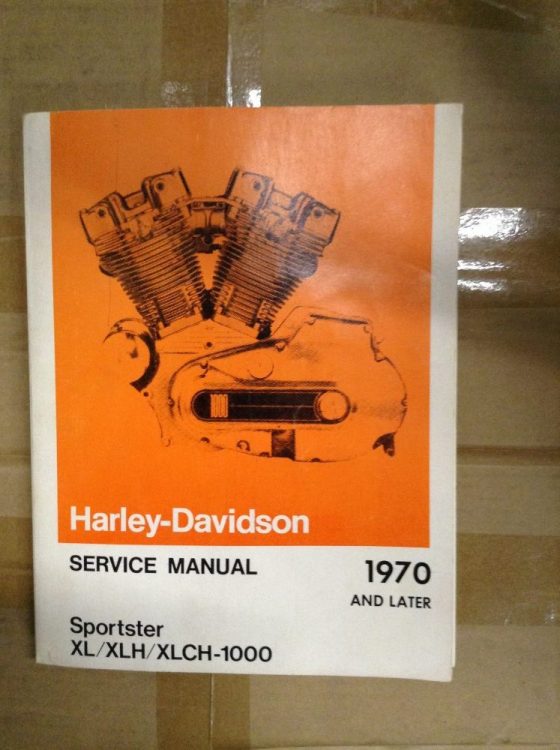 Harley-Davidson
SERVICE MANUAL
1970
AND LATER
Sportster
XL/XLH/XLCH-1000